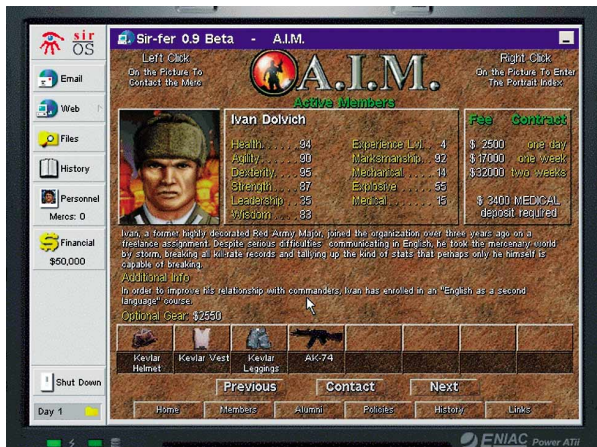 sir
OS
Sir-fer 0.9 Beta - A.I.M.
Email
Web
Files
History
Personnel
Mercs: 0
Financial
$50,000
Shut Down
Day 1
Left Click
On the Picture To
Contact the Merc
A.I.M.
Active Members
Right Click
On the Picture To Enter
The Portrait Index
Ivan Dolvich
Health........94
Agility........90
Dexterity......95
Strength.......87
Leadership.....35
Wisdom.........83
Experience Lvl....4
Marksmanship...92
Mechanical.......14
Explosive........55
Medical..........15
Fee Contract
$ 2500 one day
$17000 one week
$32000 two weeks
$ 3400 MEDICAL
deposit required
Ivan, a former highly decorated Red Army Major, joined the organization over three years ago on a
freelance assignment. Despite serious difficulties communicating in English, he took the mercenary world
by storm, breaking all kill-rate records and tallying up the kind of stats that perhaps only he himself is
capable of breaking.
Additional Info
In order to improve his relationship with commanders, Ivan has enrolled in an "English as a second
language" course.
Optional Gear: $2550
Kevlar
Helmet
Kevlar Vest
Kevlar
Leggings
AK-74
Previous
Contact
Next
Home
Members
Alumni
Policies
History
Links
ENIAC Power ATii